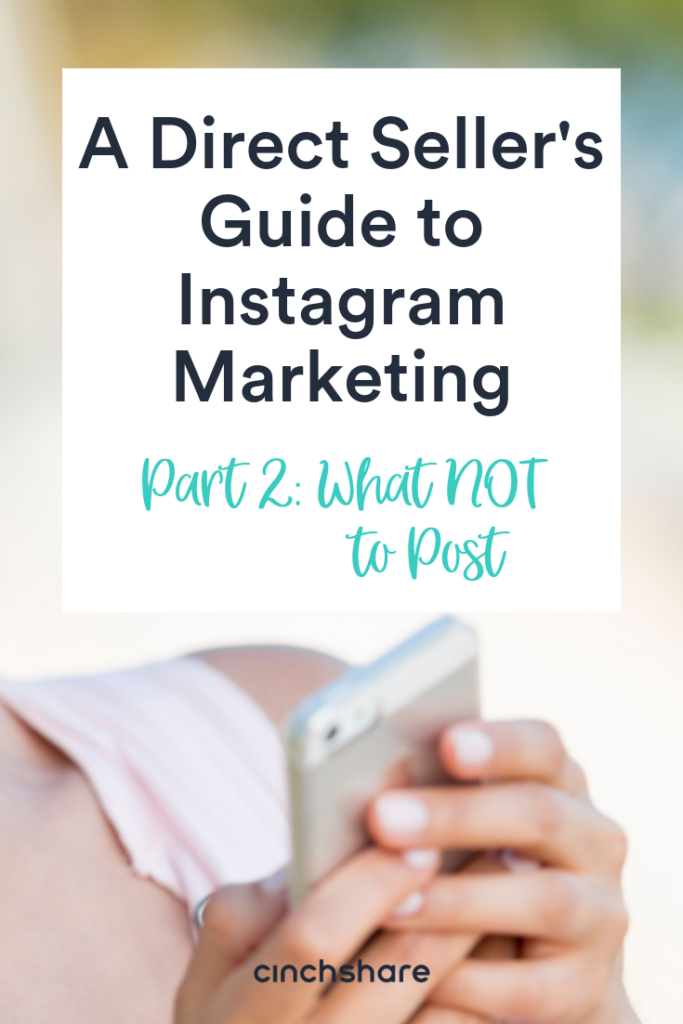 A Direct Seller's
Guide to
Instagram
Marketing
Part 2: What NOT
to Post
cinchshare